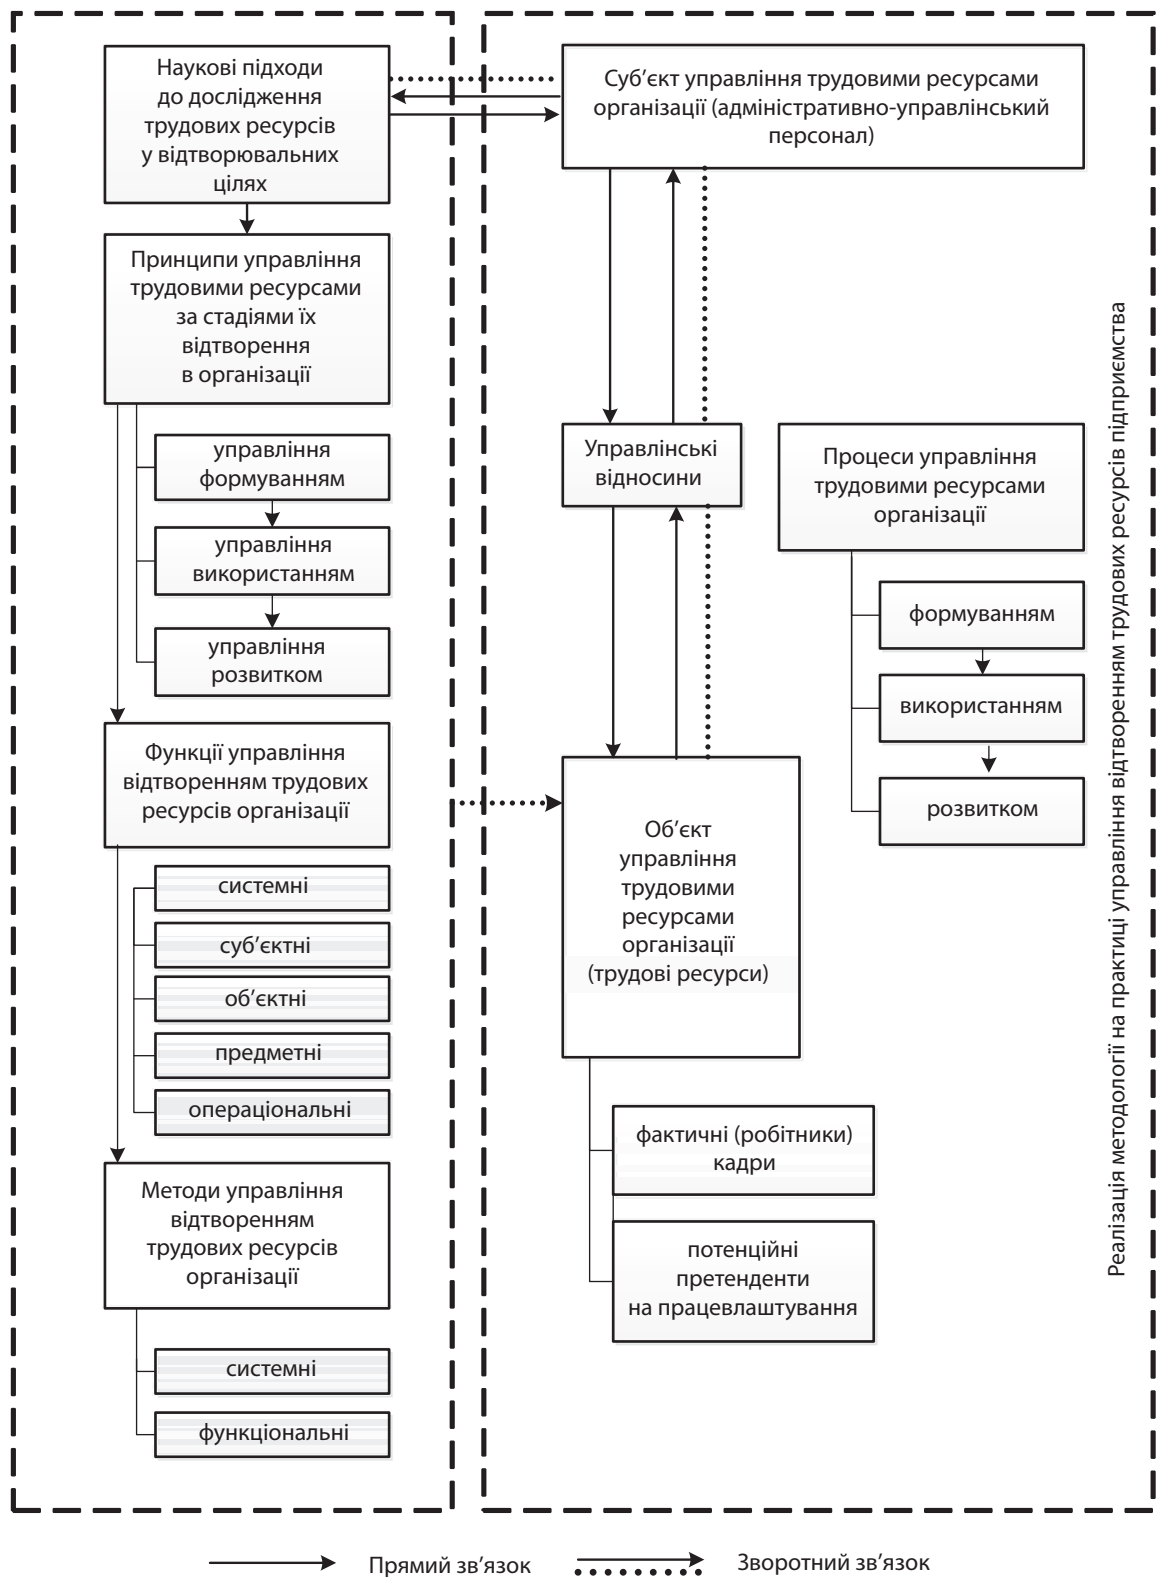 Наукові підходи
до дослідження
трудових ресурсів
у відтворювальних
цілях
Принципи управління
трудовими ресурсами
за стадіями їх
відтворення
в організації
управління
формуванням
управління
використанням
управління
розвитком
Функції управління
відтворенням трудових
ресурсів організації
системні
суб’єктні
об’єктні
предметні
операціональні
Методи управління
відтворенням
трудових ресурсів
організації
системні
функціональні
Суб’єкт управління трудовими ресурсами
організації (адміністративно-управлінський
персонал)
Управлінські
відносини
Процеси управління
трудовими ресурсами
організації
формуванням
використанням
розвитком
Об’єкт
управління
трудовими
ресурсами
організації
(трудові ресурси)
фактичні (робітники)
кадри
потенційні
претенденти
на працевлаштування
Реалізація методології на практиці управління відтворенням трудових ресурсів підприємства
Прямий зв'язок
Зворотний зв'язок